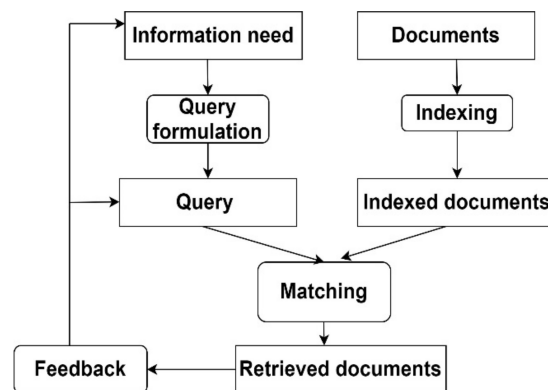 Information need
Documents
Query
formulation
Indexing
Query
Indexed documents
Matching
Feedback
Retrieved documents